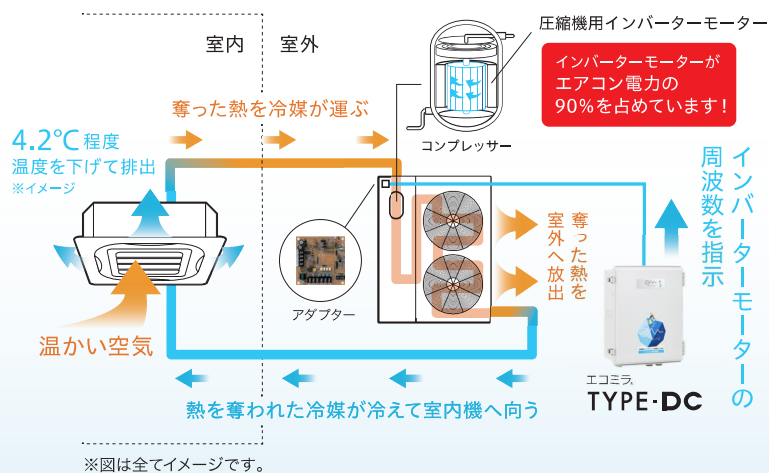 室内
室外
圧縮機用インバーターモーター
インバーターモーターが
エアコン電力の
90%を占めています!
コンプレッサー
奪った熱を冷媒が運ぶ
4.2℃程度
温度を下げて排出
※イメージ
温かい空気
アダプター
奪った熱を
室外へ放出
インバーターモーターの
周波数を指示
エコミラ®
TYPE-DC
熱を奪われた冷媒が冷えて室内機へ向う
※図は全てイメージです。